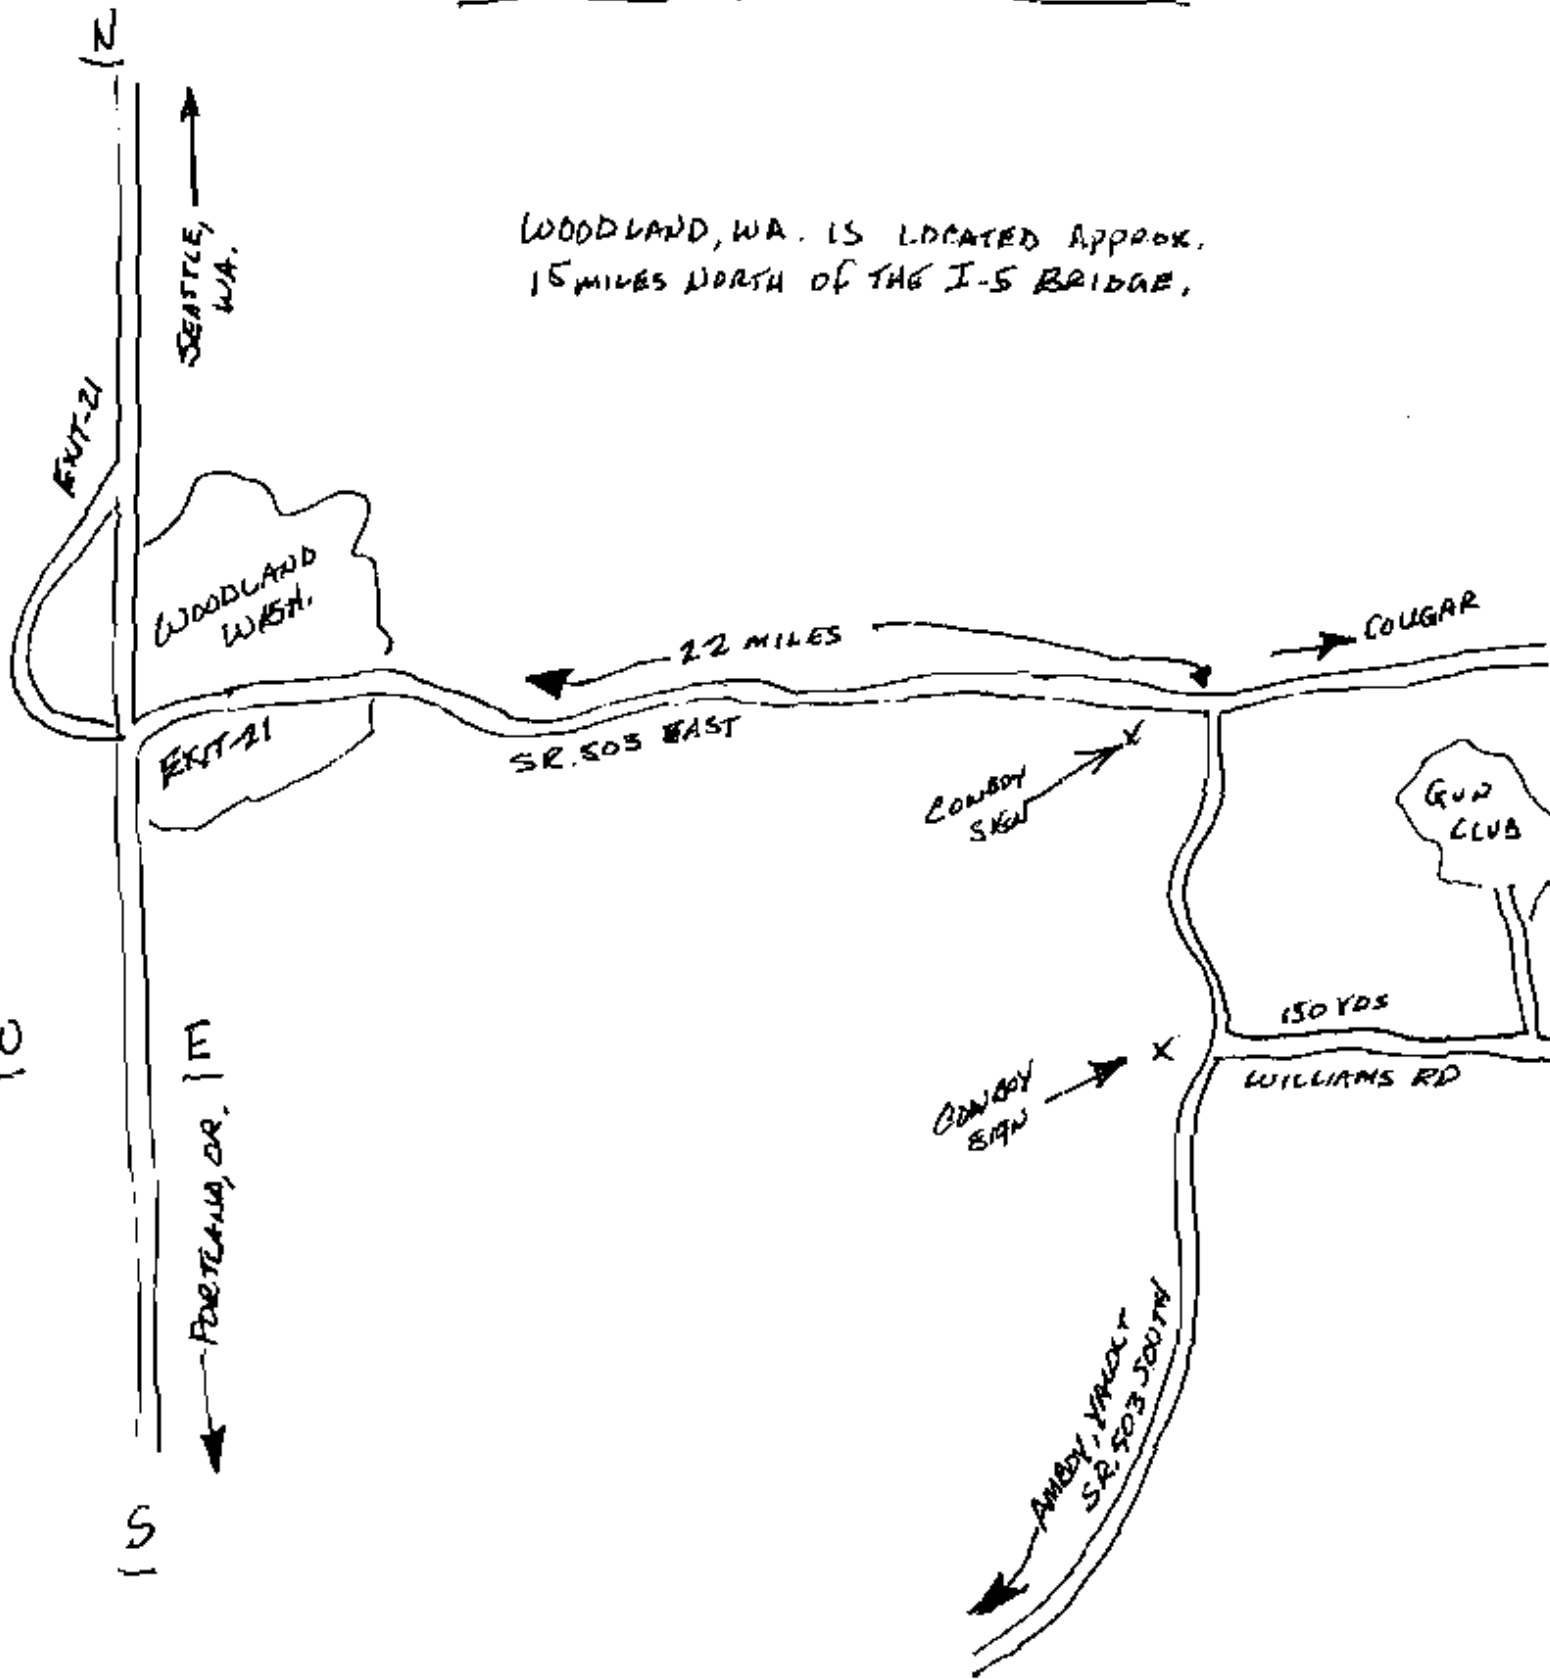 N
SEATTLE,
WA.
WOODLAND, WA. IS LOCATED APPROX.
15 MILES NORTH OF THE I-5 BRIDGE.
EXIT-21
WOODLAND
WASH.
22 MILES
COUGAR
EXIT-21
SR. 503 EAST
COWBOY
SIGN
GUN
CLUB
E
150 YDS
WILLIAMS RD
COWBOY
SIGN
PORTLAND, OR.
AMBOY, YACOLT
SR. 503 SOUTH
S